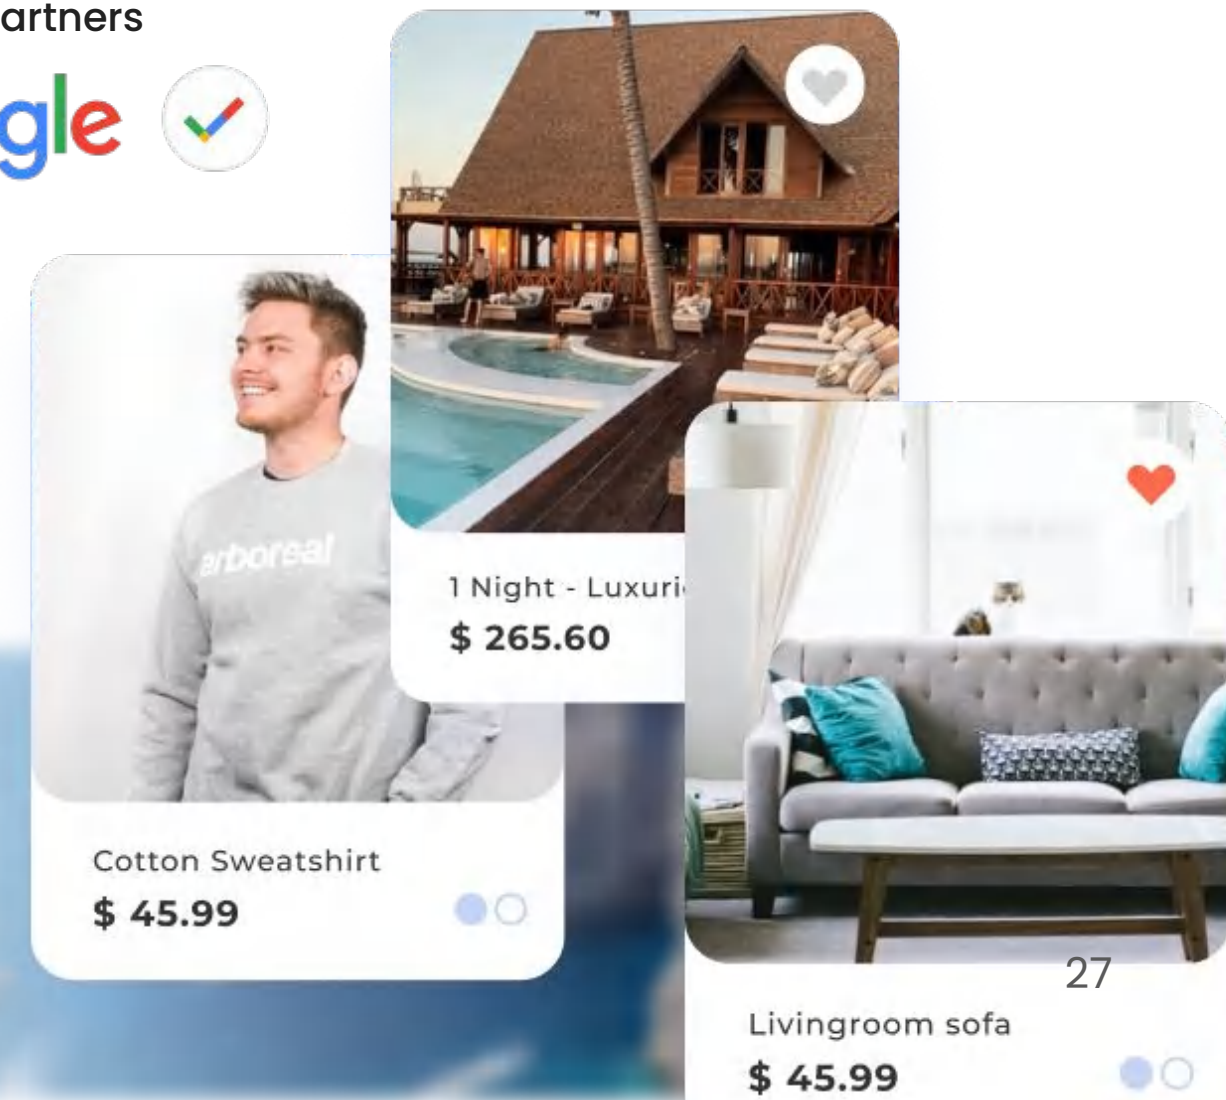 artners
gle
arboreal
1 Night - Luxuri
$ 265.60
Cotton Sweatshirt
$ 45.99
27
Livingroom sofa
$ 45.99